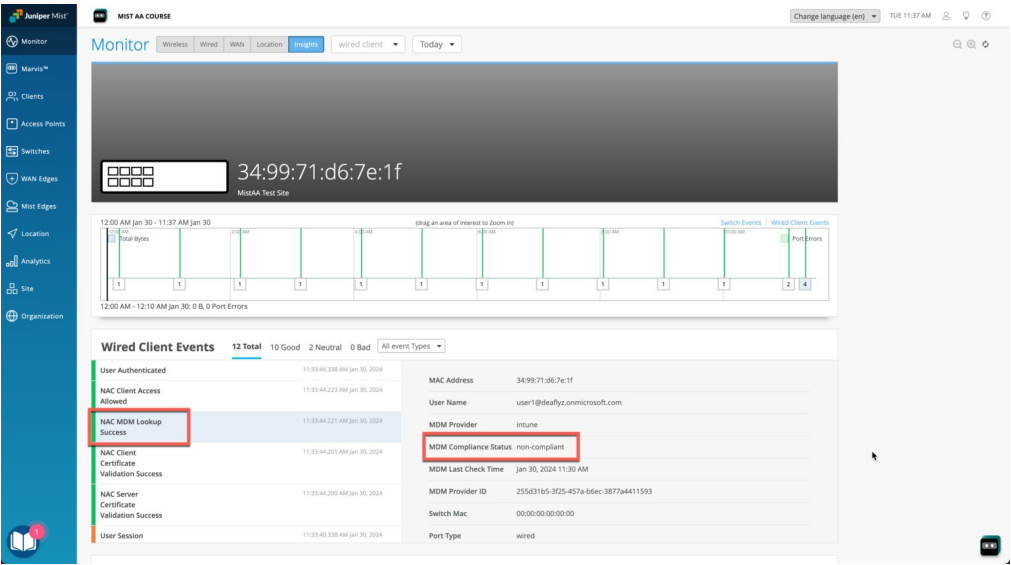 Juniper Mist™
MIST AA COURSE
Change language (en)
TUE 11:37 AM
Monitor
Marvis™
Clients
Access Points
Switches
WAN Edges
Mist Edges
Location
Analytics
Site
Organization
1
Monitor Wireless Wired WAN Location Insights wired client Today
34:99:71:d6:7e:1f
MistAA Test Site
12:00 AM Jan 30 - 11:37 AM Jan 30 (drag an area of interest to Zoom in) Switch Events | Wired Client Events
Total Bytes
Port Errors
1 1 1 1 1 1 1 1 1 1 1 2 4
12:00 AM - 12:10 AM Jan 30: 0 B, 0 Port Errors
Wired Client Events 12 Total 10 Good 2 Neutral 0 Bad All event Types
User Authenticated 11:33:44.338 AM Jan 30, 2024
NAC Client Access 11:33:44.223 AM Jan 30, 2024
Allowed
NAC MDM Lookup 11:33:44.221 AM Jan 30, 2024
Success
NAC Client 11:33:44.201 AM Jan 30, 2024
Certificate
Validation Success
NAC Server 11:33:44.200 AM Jan 30, 2024
Certificate
Validation Success
User Session 11:33:40.338 AM Jan 30, 2024
MAC Address 34:99:71:d6:7e:1f
User Name user1@deaflyz.onmicrosoft.com
MDM Provider intune
MDM Compliance Status non-compliant
MDM Last Check Time Jan 30, 2024 11:30 AM
MDM Provider ID 255d31b5-3f25-457a-b6ec-3877a4411593
Switch Mac 00:00:00:00:00:00
Port Type wired